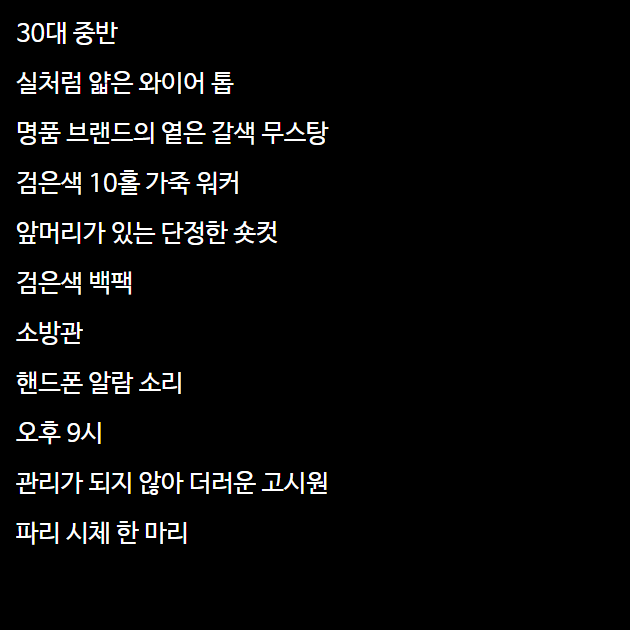 30대 중반
실처럼 얇은 와이어 톱
명품 브랜드의 옅은 갈색 무스탕
검은색 10홀 가죽 워커
앞머리가 있는 단정한 숏컷
검은색 백팩
소방관
핸드폰 알람 소리
오후 9시
관리가 되지 않아 더러운 고시원
파리 시체 한 마리